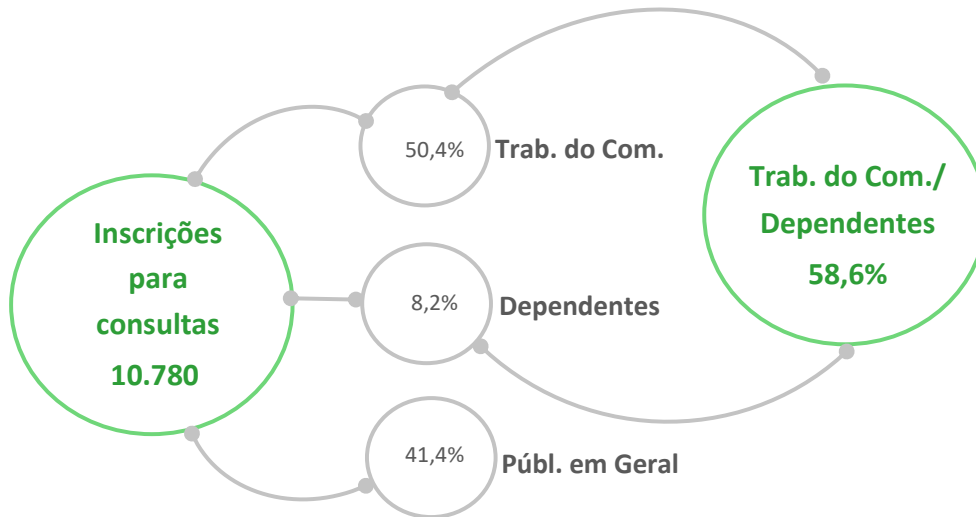 Inscrições
para
consultas
10.780
50,4%
Trab. do Com.
8,2%
Dependentes
41,4%
Públ. em Geral
Trab. do Com./
Dependentes
58,6%